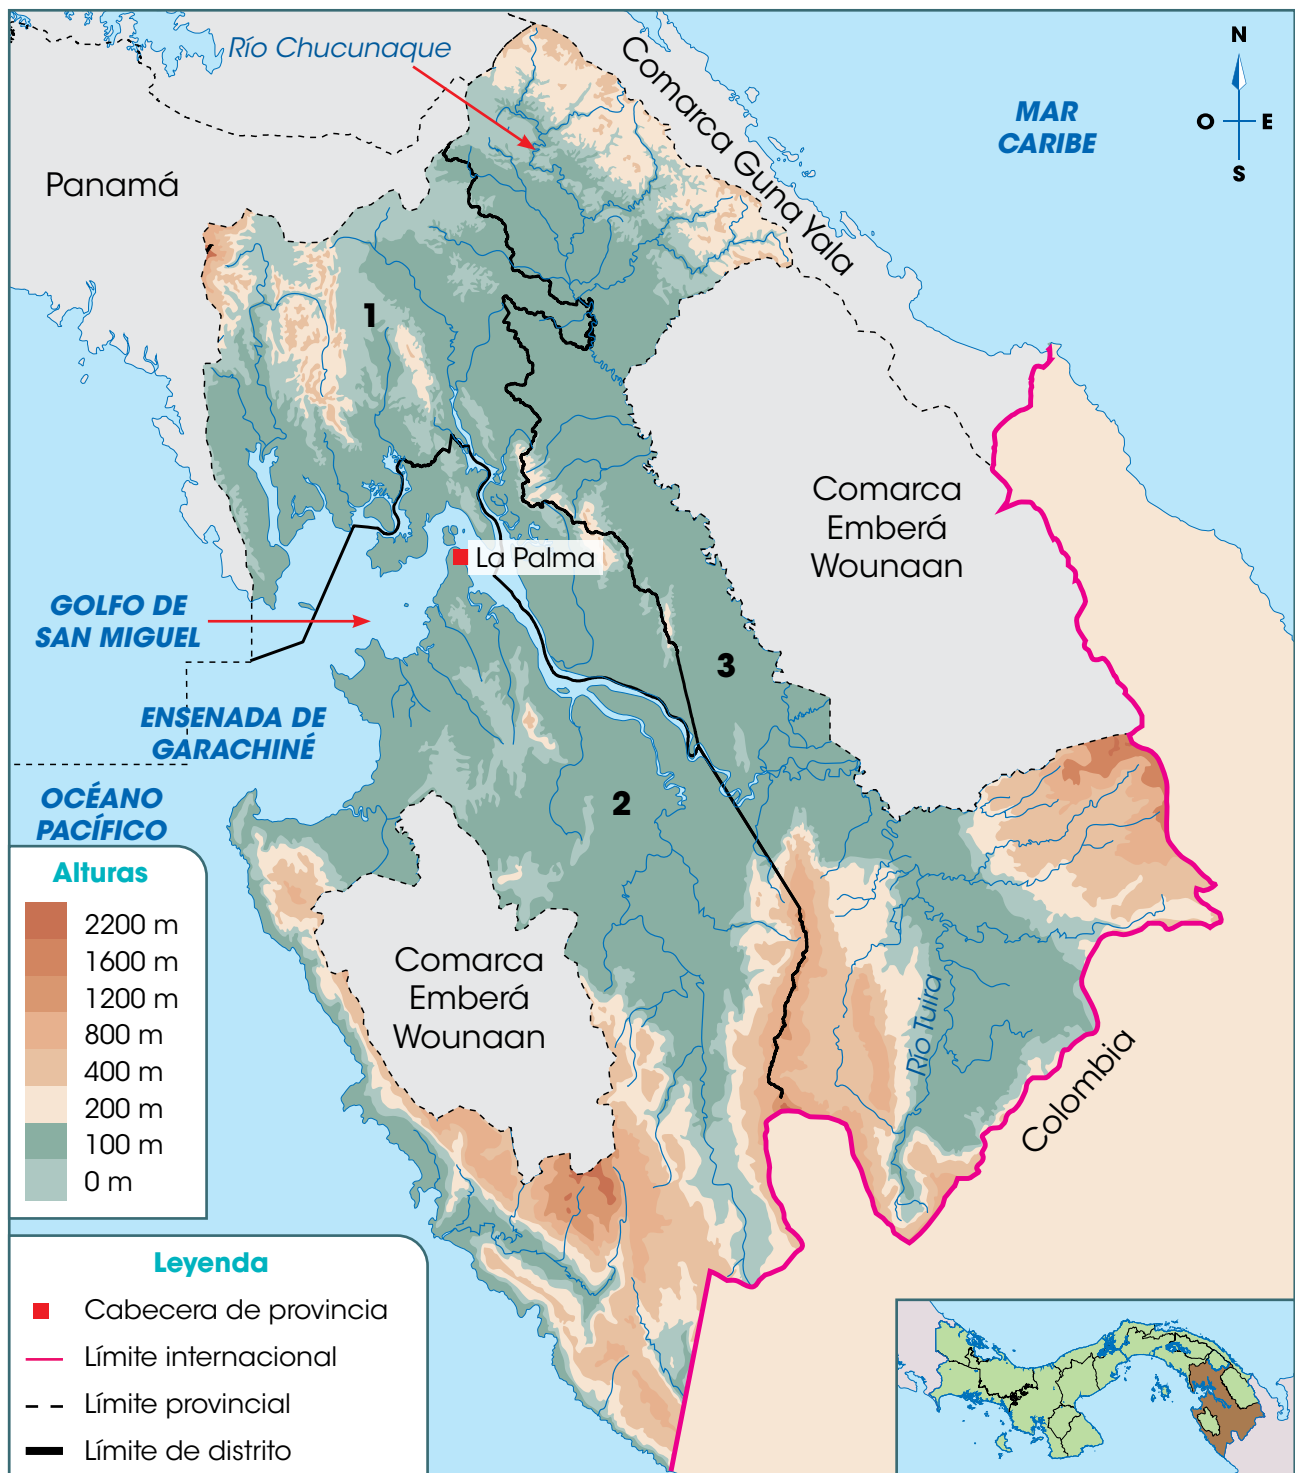 Río Chucunaque
Comarca Guna Yala
MAR
CARIBE
N
O
E
S
Panamá
1
Comarca
Emberá
Wounaan
La Palma
GOLFO DE
SAN MIGUEL
3
ENSENADA DE
GARACHINÉ
2
OCÉANO
PACÍFICO
Comarca
Emberá
Wounaan
Río Tuira
Colombia
Alturas
2200 m
1600 m
1200 m
800 m
400 m
200 m
100 m
0 m
Leyenda
Cabecera de provincia
Límite internacional
Límite provincial
Límite de distrito